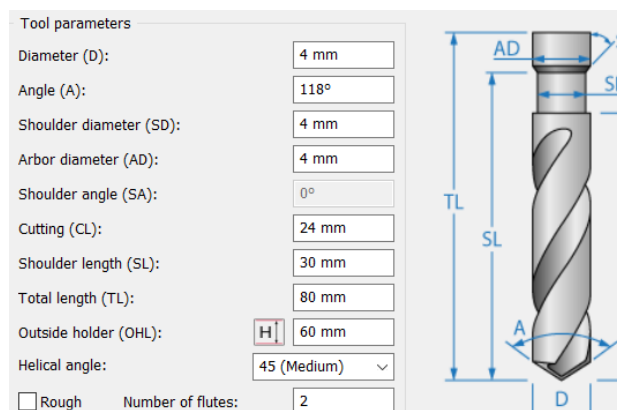 Tool parameters
Diameter (D): 4 mm
Angle (A): 118º
Shoulder diameter (SD): 4 mm
Arbor diameter (AD): 4 mm
Shoulder angle (SA): 0º
Cutting (CL): 24 mm
Shoulder length (SL): 30 mm
Total length (TL): 80 mm
Outside holder (OHL): H 60 mm
Helical angle: 45 (Medium)
Rough Number of flutes: 2
AD
TL
SL
A
D